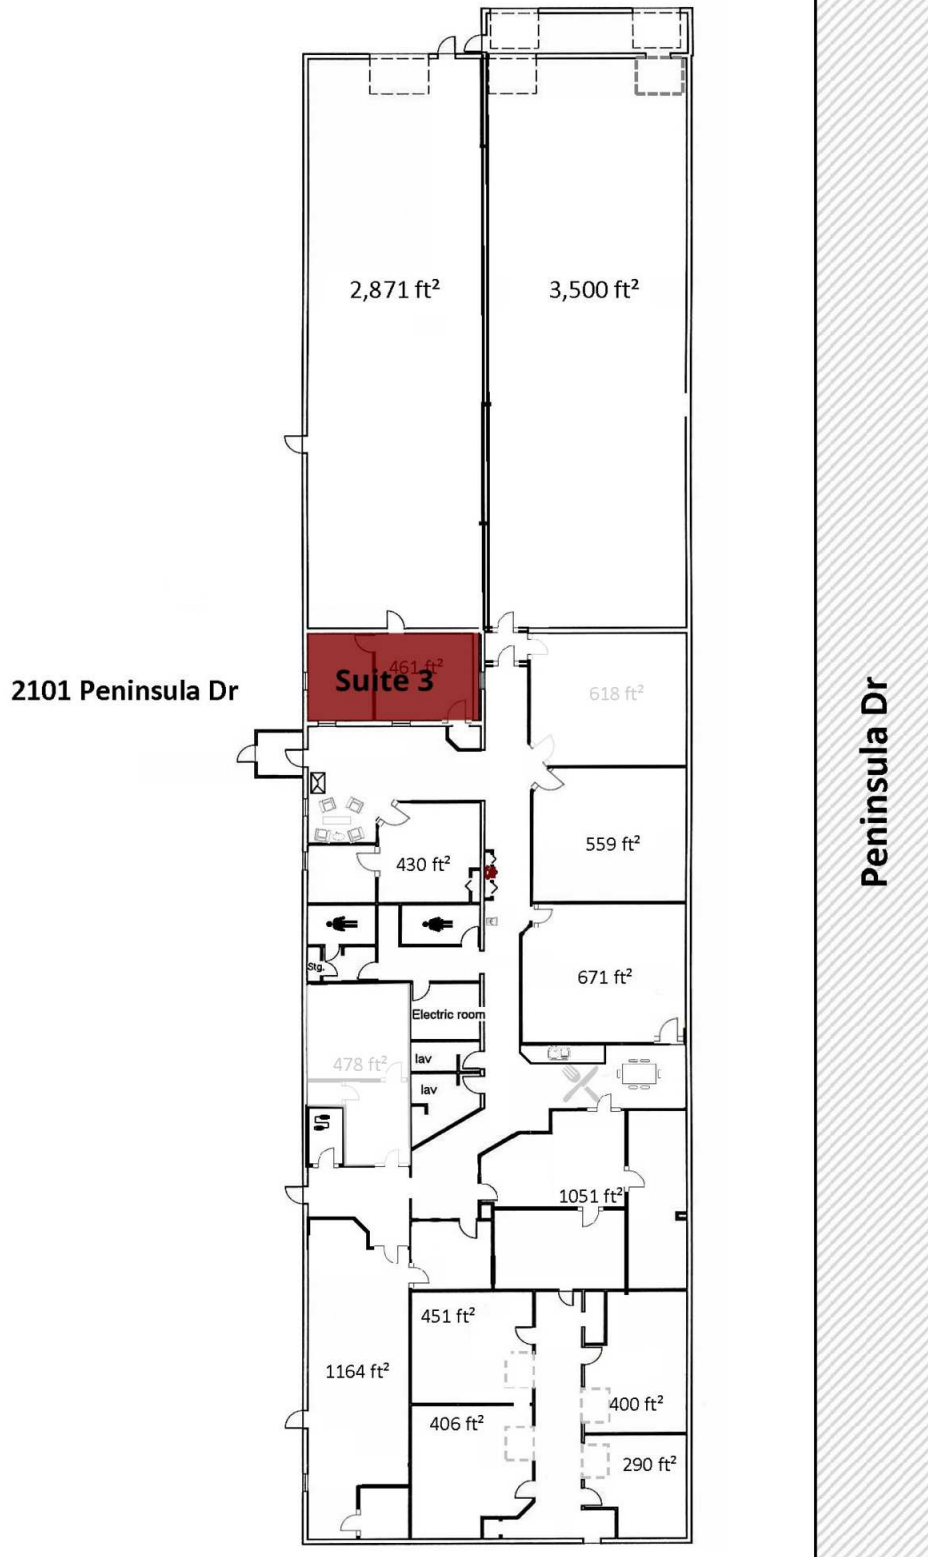 2,871 ft²
3,500 ft²
461 ft²
Suite 3
2101 Peninsula Dr
618 ft²
Peninsula Dr
559 ft²
430 ft²
Stg.
671 ft²
Electric room
478 ft²
lav
lav
1051 ft²
451 ft²
1164 ft²
400 ft²
406 ft²
290 ft²